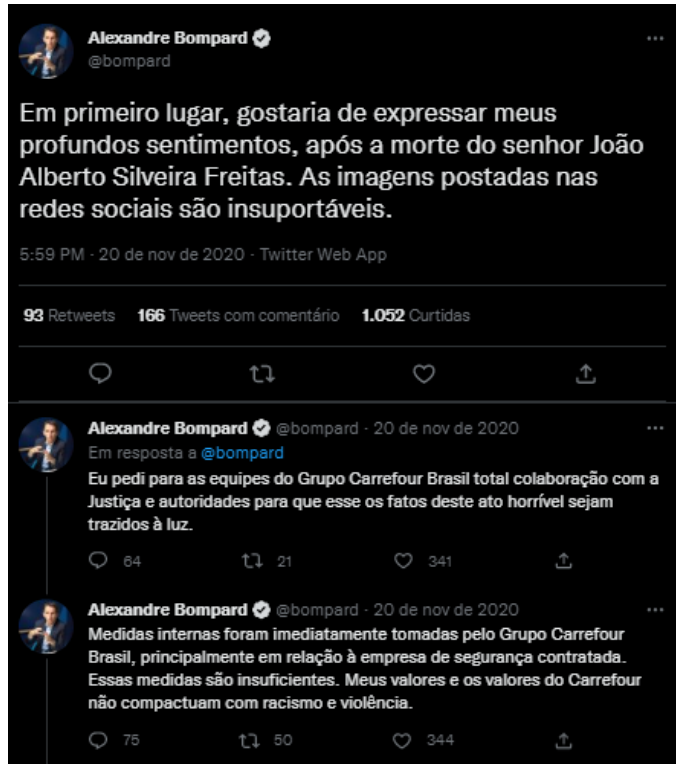 Alexandre Bompard
@bompard
Em primeiro lugar, gostaria de expressar meus
profundos sentimentos, após a morte do senhor João
Alberto Silveira Freitas. As imagens postadas nas
redes sociais são insuportáveis.
5:59 PM · 20 de nov de 2020 · Twitter Web App
93 Retweets 166 Tweets com comentário 1.052 Curtidas
Alexandre Bompard @bompard · 20 de nov de 2020
Em resposta a @bompard
Eu pedi para as equipes do Grupo Carrefour Brasil total colaboração com a
Justiça e autoridades para que esse os fatos deste ato horrível sejam
trazidos à luz.
64 21 341
Alexandre Bompard @bompard · 20 de nov de 2020
Medidas internas foram imediatamente tomadas pelo Grupo Carrefour
Brasil, principalmente em relação à empresa de segurança contratada.
Essas medidas são insuficientes. Meus valores e os valores do Carrefour
não compactuam com racismo e violência.
75 50 344